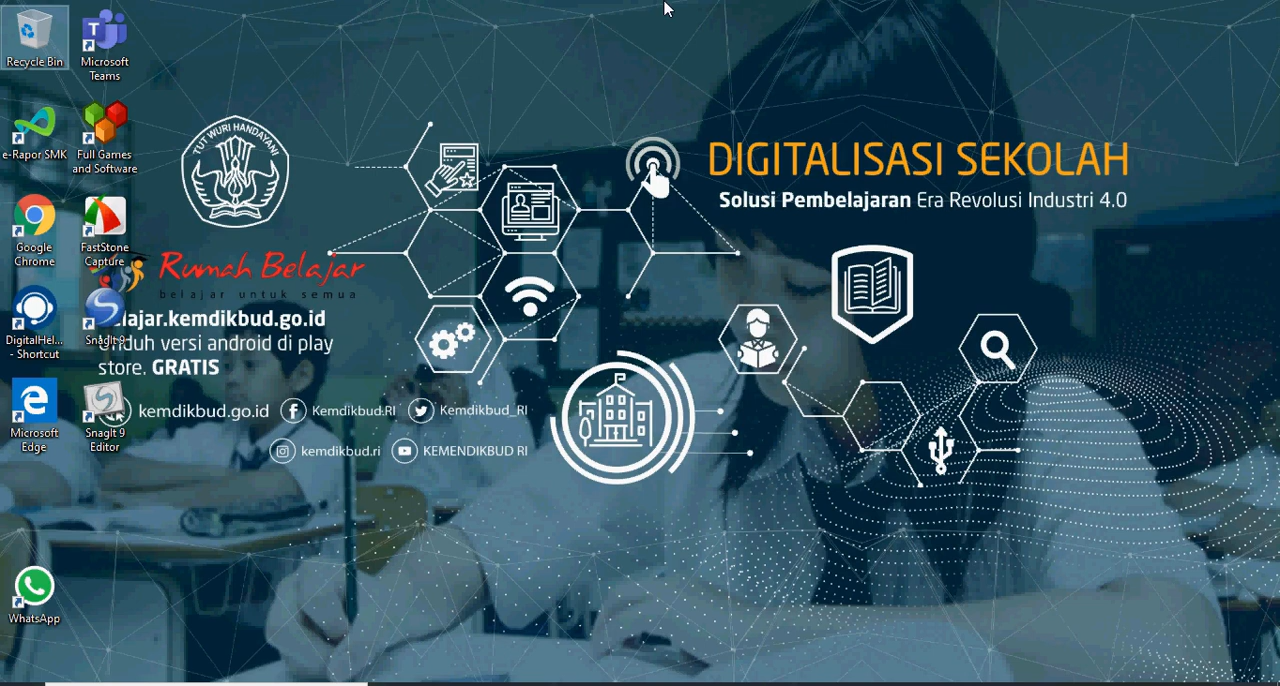 Recycle Bin
Microsoft
Teams
e-Rapor SMK
Full Games
and Software
Google
Chrome
FastStone
Capture
DigitalHel...
- Shortcut
SnagIt 9
Microsoft
Edge
SnagIt 9
Editor
WhatsApp
TUT WURI HANDAYANI
Rumah Belajar
belajar untuk semua
belajar.kemdikbud.go.id
Unduh versi android di play
store. GRATIS
kemdikbud.go.id
Kemdikbud.RI
Kemdikbud_RI
kemdikbud.ri
KEMENDIKBUD RI
DIGITALISASI SEKOLAH
Solusi Pembelajaran Era Revolusi Industri 4.0